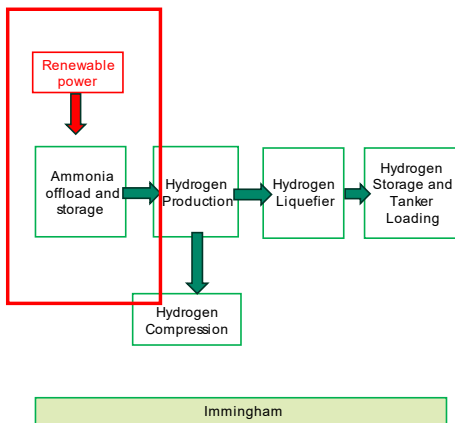 Renewable
power
Ammonia
offload and
storage
Hydrogen
Production
Hydrogen
Liquefier
Hydrogen
Storage and
Tanker
Loading
Hydrogen
Compression
Immingham